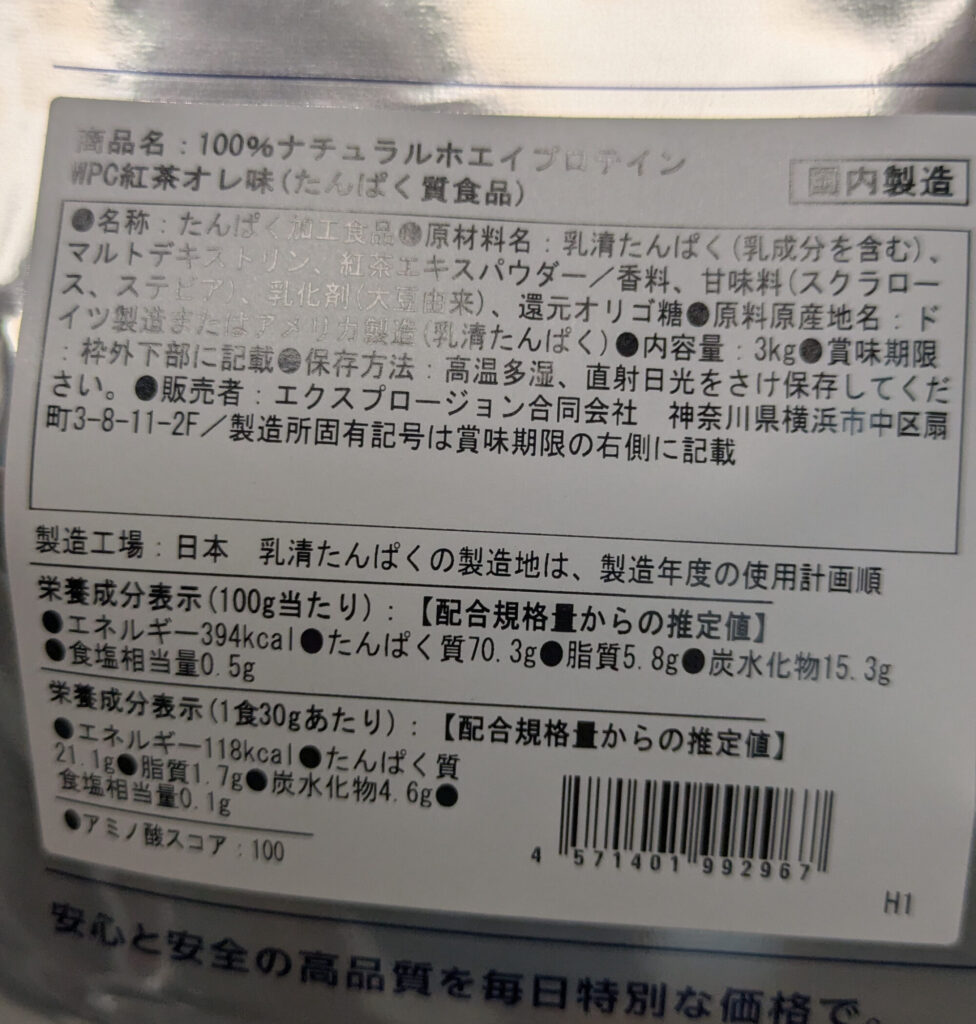 商品名：100%ナチュラルホエイプロテイン
WPC紅茶オレ味(たんぱく質食品)
国内製造
●名称：たんぱく加工食品●原材料名：乳清たんぱく(乳成分を含む)、
マルトデキストリン、紅茶エキスパウダー／香料、甘味料(スクラロー
ス、ステビア)、乳化剤(大豆由来)、還元オリゴ糖●原料原産地名：ド
イツ製造またはアメリカ製造(乳清たんぱく)●内容量：3kg●賞味期限
：枠外下部に記載●保存方法：高温多湿、直射日光をさけ保存してくだ
さい。●販売者：エクスプロージョン合同会社　神奈川県横浜市中区扇
町3-8-11-2F／製造所固有記号は賞味期限の右側に記載
製造工場：日本　乳清たんぱくの製造地は、製造年度の使用計画順
栄養成分表示(100g当たり)：【配合規格量からの推定値】
●エネルギー394kcal●たんぱく質70.3g●脂質5.8g●炭水化物15.3g
●食塩相当量0.5g
栄養成分表示(1食30gあたり)：【配合規格量からの推定値】
●エネルギー118kcal●たんぱく質
21.1g●脂質1.7g●炭水化物4.6g●
食塩相当量0.1g
●アミノ酸スコア：100
4 571401 992967
H1
安心と安全の高品質を毎日特別な価格で。